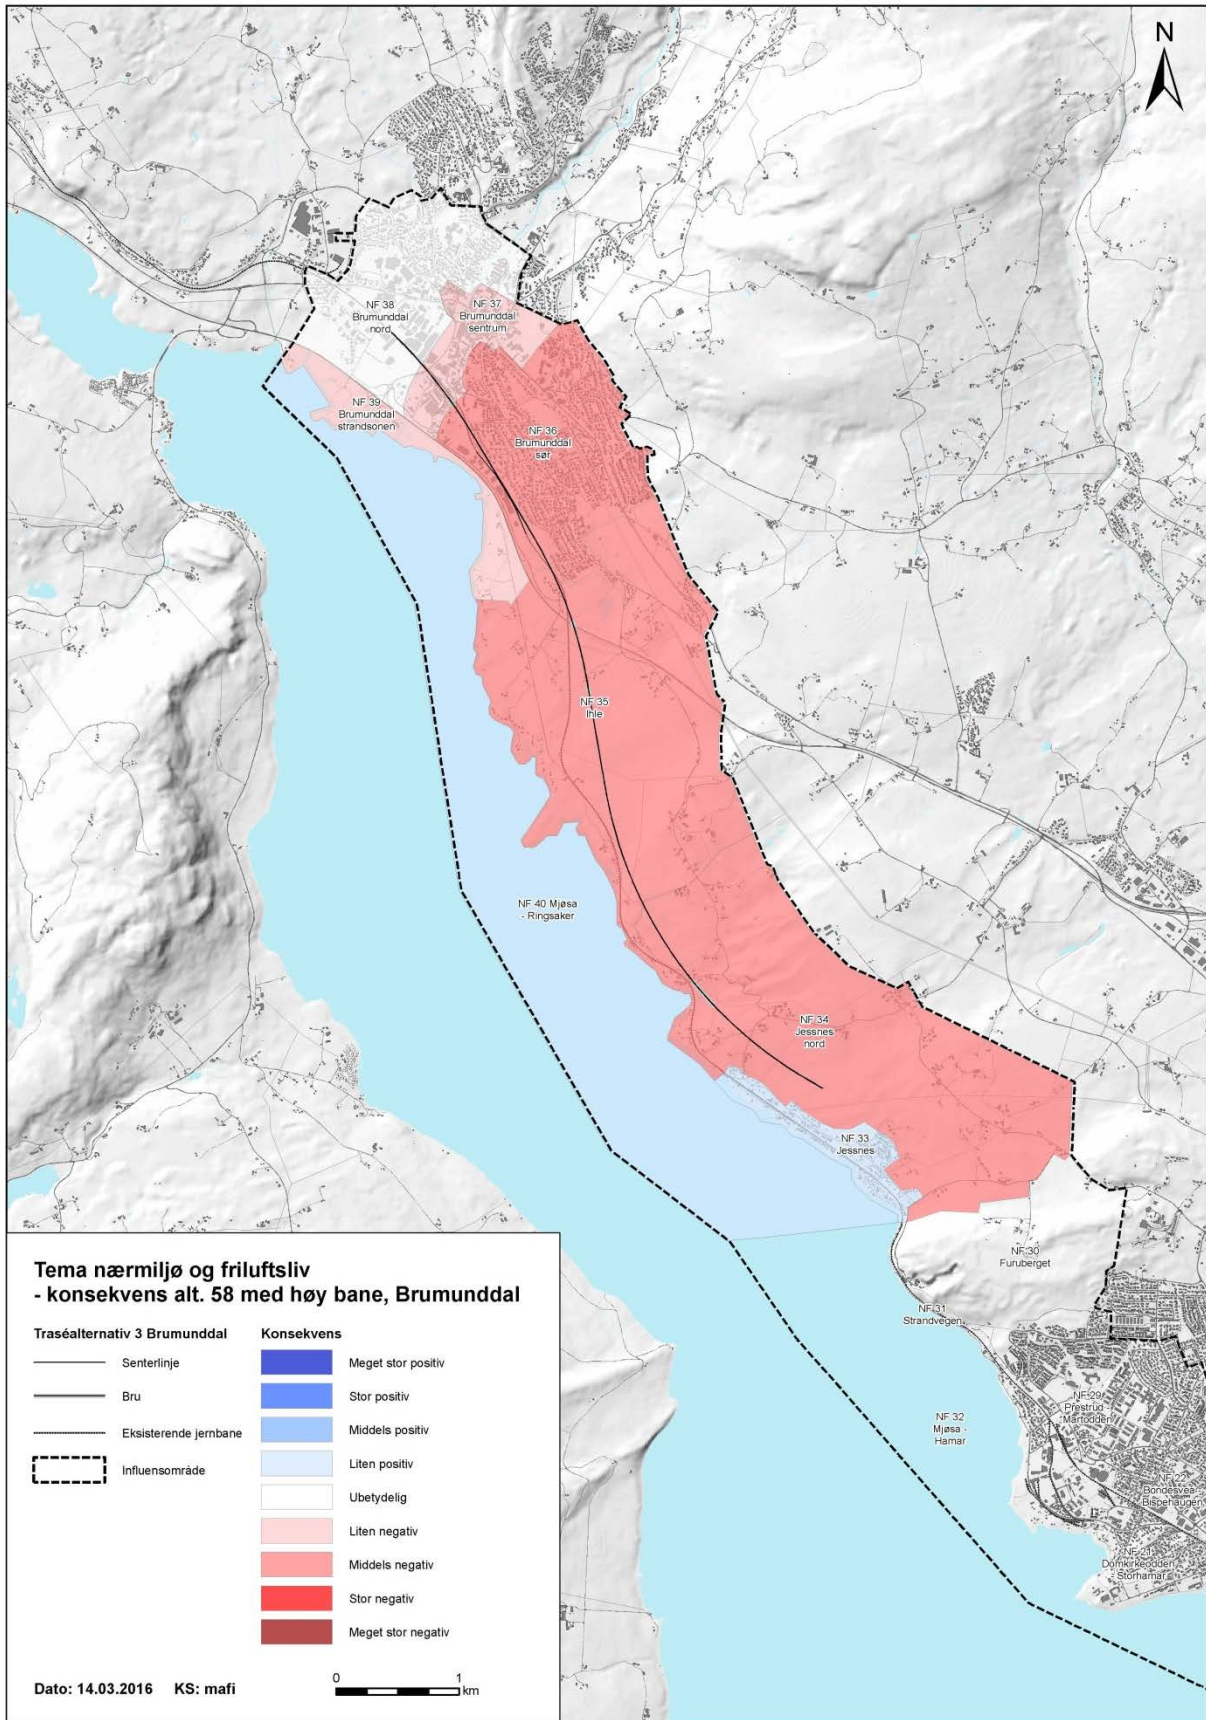 N
NF 38
Brumunddal
nord
NF 37
Brumunddal
sentrum
NF 39
Brumunddal
strandsonen
NF 36
Brumunddal
sør
NF 35
Ihle
NF 40 Mjøsa
- Ringsaker
NF 34
Jessnes
nord
NF 33
Jessnes
NF 30
Furuberget
NF 31
Strandvegen
NF 29
Prestrud -
Martodden
NF 32
Mjøsa -
Hamar
NF 22
Bondesvea -
Bispehaugen
NF 21
Domkirkeodden -
Storhamar
Tema nærmiljø og friluftsliv
- konsekvens alt. 58 med høy bane, Brumunddal
Traséalternativ 3 Brumunddal
Senterlinje
Bru
Eksisterende jernbane
Influensområde
Konsekvens
Meget stor positiv
Stor positiv
Middels positiv
Liten positiv
Ubetydelig
Liten negativ
Middels negativ
Stor negativ
Meget stor negativ
Dato: 14.03.2016 KS: mafi
0 1
km